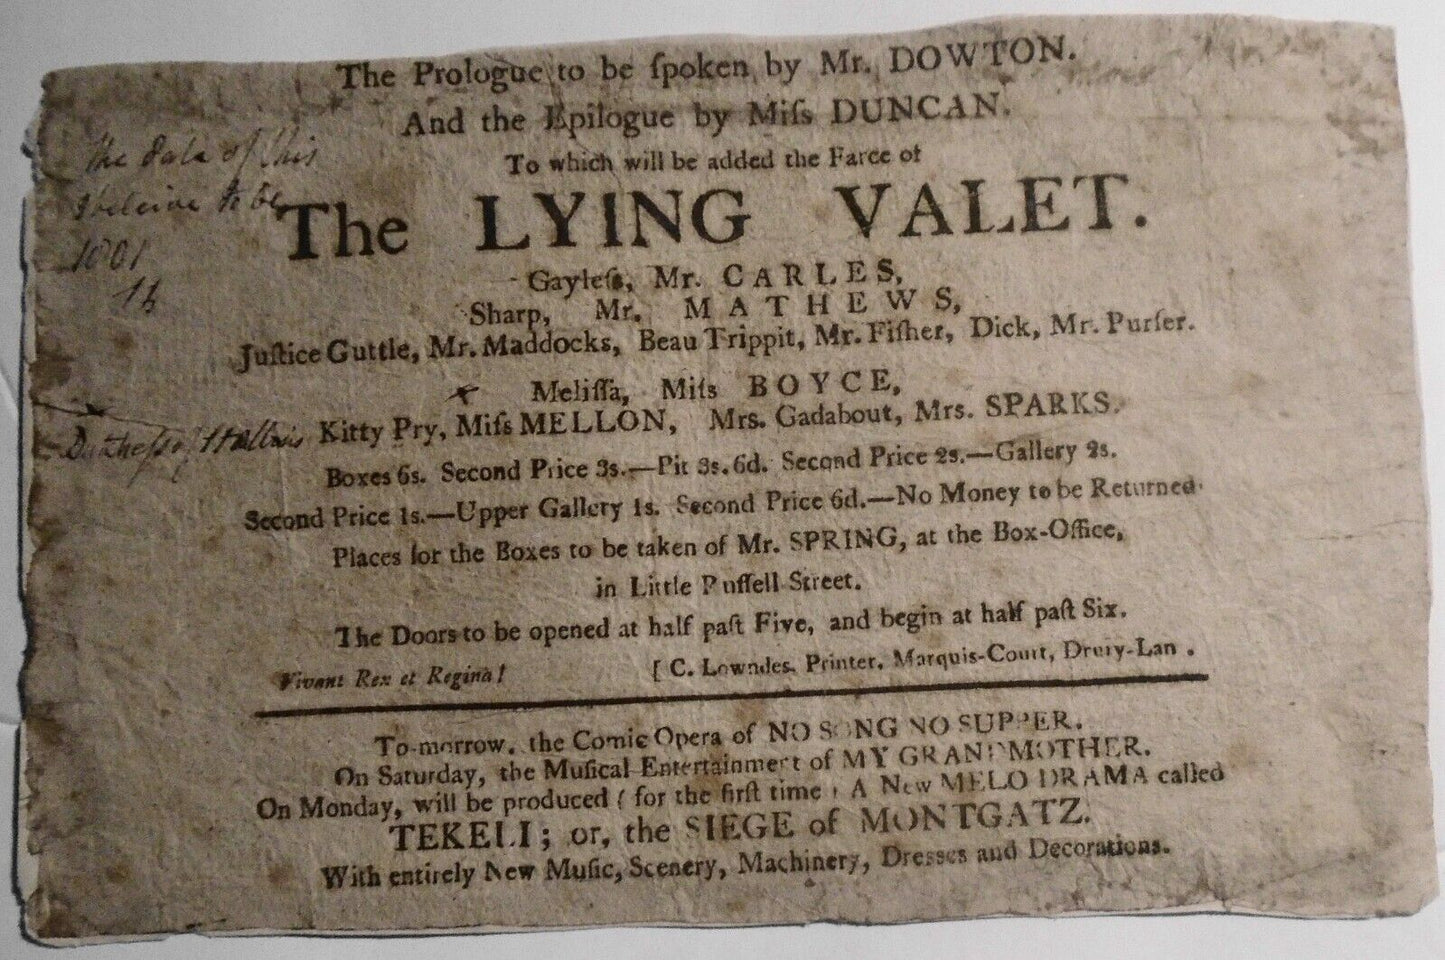 The Prologue to be ſpoken by Mr. DOWTON.
And the Epilogue by Miſs DUNCAN.
To which will be added the Farce of
The LYING VALET.
Gayleſs, Mr. CARLES,
Sharp, Mr. MATHEWS,
Juſtice Guttle, Mr. Maddocks, Beau Trippit, Mr. Fiſher, Dick, Mr. Purſer.
Meliſſa, Miſs BOYCE,
Kitty Pry, Miſs MELLON, Mrs. Gadabout, Mrs. SPARKS.
Boxes 6s. Second Price 3s.—Pit 3s. 6d. Second Price 2s.—Gallery 2s.
Second Price 1s.—Upper Gallery 1s. Second Price 6d.—No Money to be Returned.
Places for the Boxes to be taken of Mr. SPRING, at the Box-Office,
in Little Ruſſell Street.
The Doors to be opened at half paſt Five, and begin at half paſt Six.
Vivant Rex et Regina! [C. Lowndes, Printer, Marquis-Court, Drury-Lan .
To-morrow, the Comic Opera of NO SONG NO SUPPER.
On Saturday, the Muſical Entertainment of MY GRANDMOTHER.
On Monday, will be produced (for the firſt time) A New MELO DRAMA called
TEKELI; or, the SIEGE of MONTGATZ.
With entirely New Muſic, Scenery, Machinery, Dresses and Decorations.
the date of this
I beleive to be
1801
Dutcheſs of